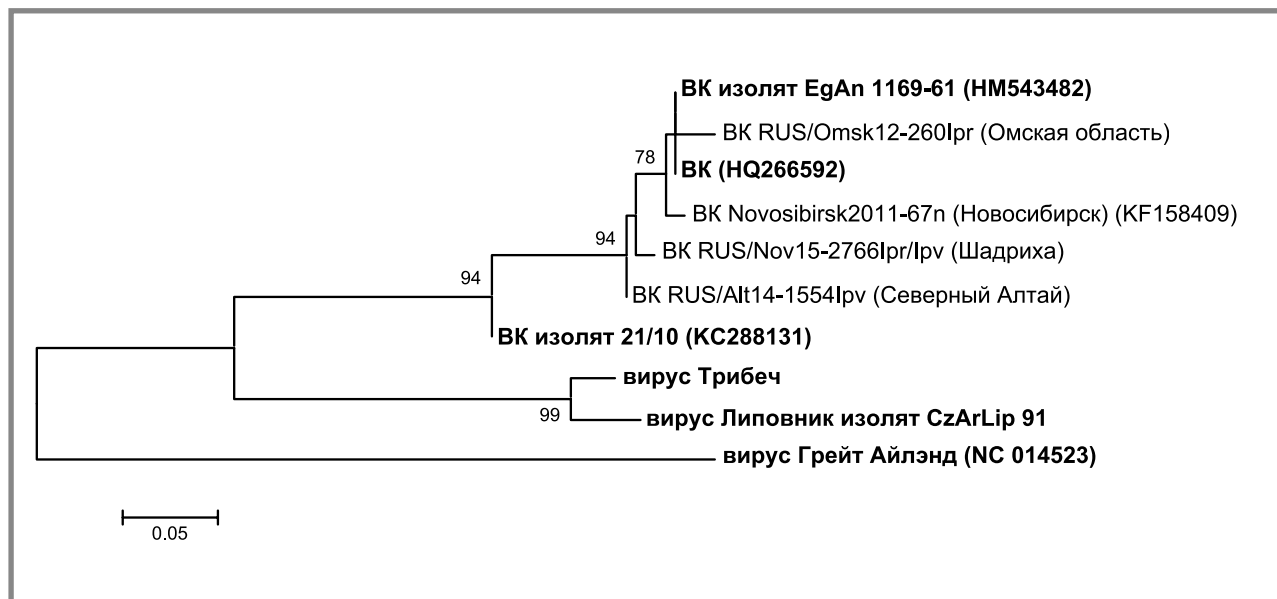 ВК изолят EgAn 1169-61 (HM543482)
ВК RUS/Omsk12-260Ipr (Омская область)
78
ВК (HQ266592)
ВК Novosibirsk2011-67n (Новосибирск) (KF158409)
94
ВК RUS/Nov15-2766Ipr/Ipv (Шадриха)
94
ВК RUS/Alt14-1554Ipv (Северный Алтай)
ВК изолят 21/10 (KC288131)
вирус Трибеч
99
вирус Липовник изолят CzArLip 91
вирус Грейт Айлэнд (NC 014523)
0.05